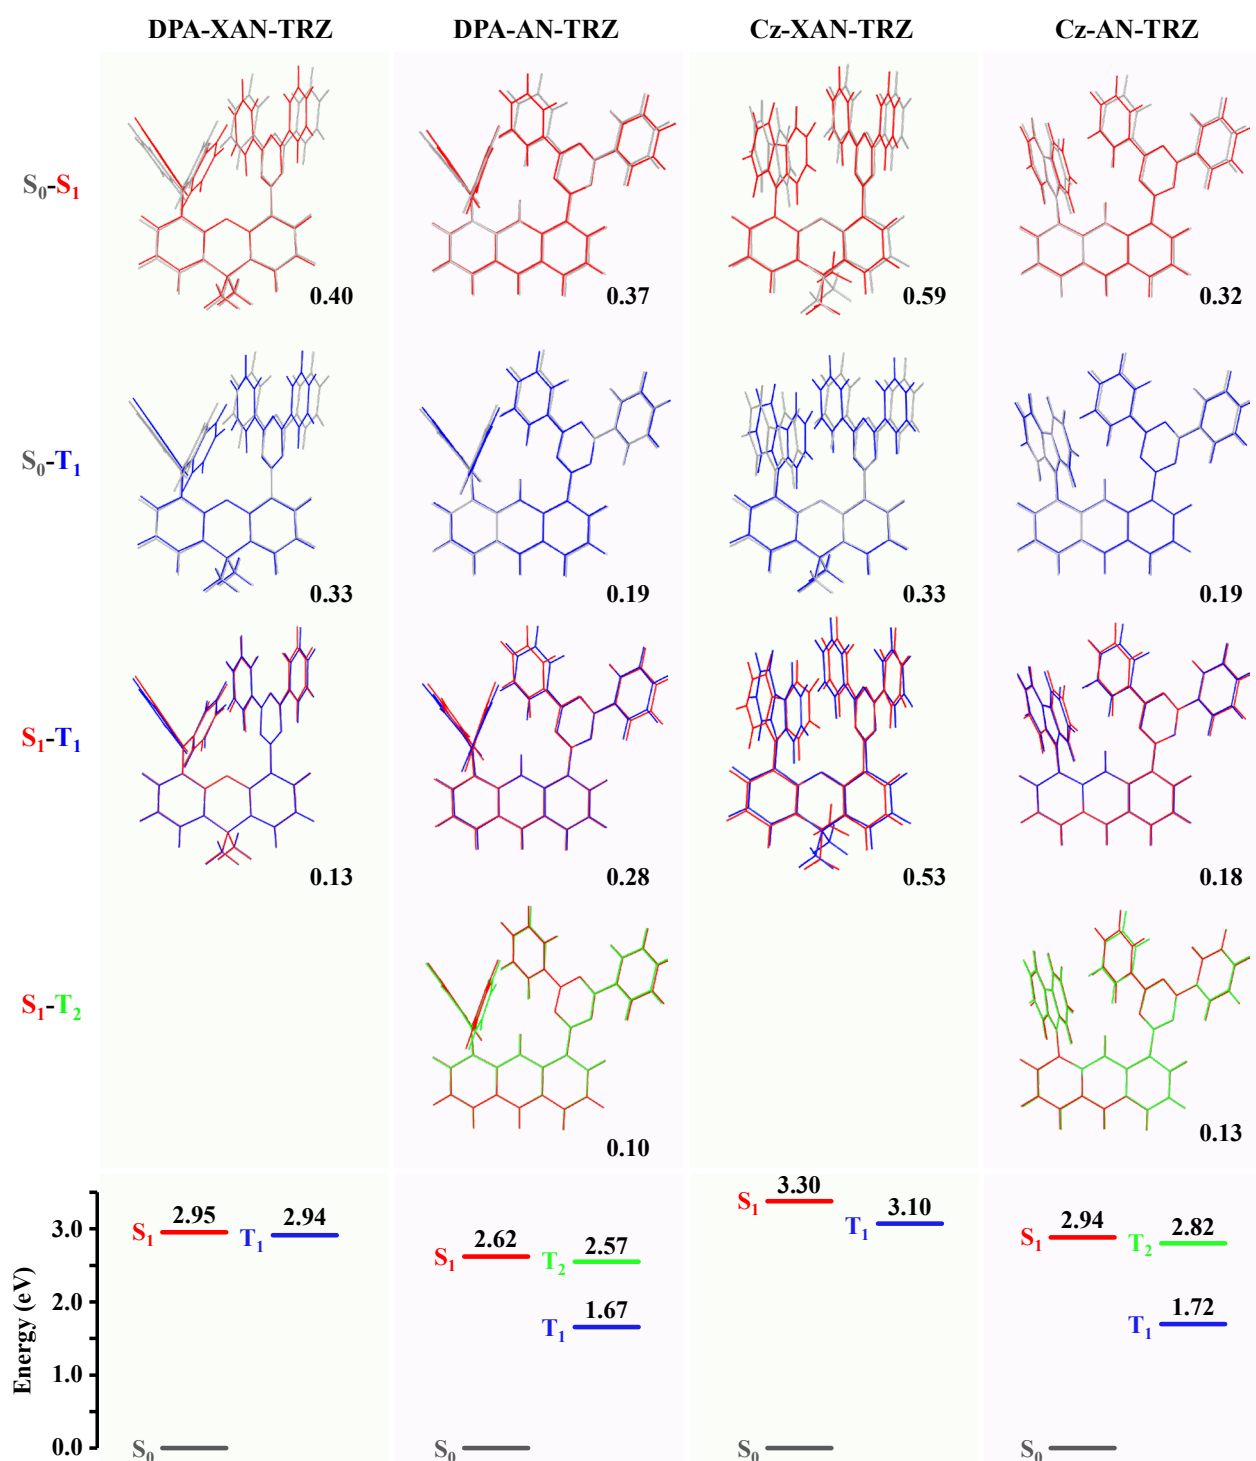 DPA-XAN-TRZ DPA-AN-TRZ Cz-XAN-TRZ Cz-AN-TRZ
S0-S1
0.40 0.37 0.59 0.32
S0-T1
0.33 0.19 0.33 0.19
S1-T1
0.13 0.28 0.53 0.18
S1-T2
0.10 0.13
Energy (eV)
3.0
2.0
1.0
0.0
S1 2.95 T1 2.94
S0
S1 2.62 T2 2.57
T1 1.67
S0
S1 3.30 T1 3.10
S0
S1 2.94 T2 2.82
T1 1.72
S0